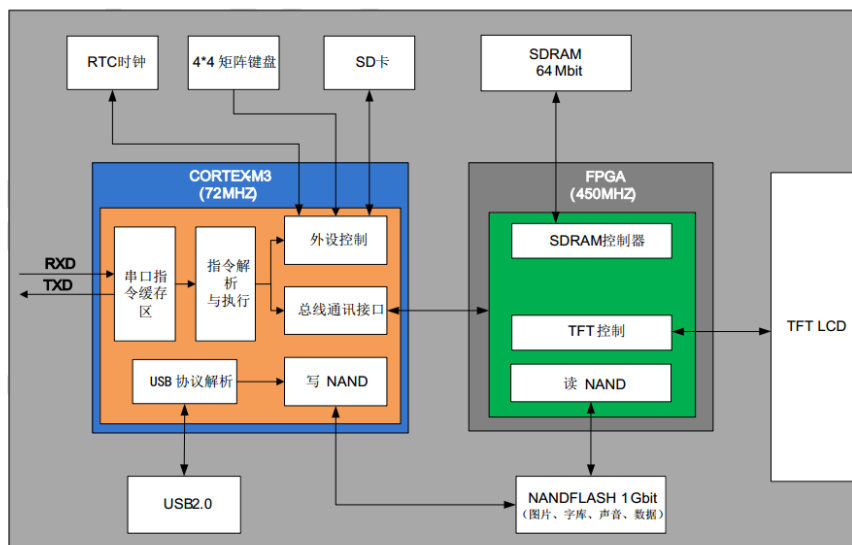 RTC时钟
4*4 矩阵键盘
SD卡
SDRAM
64 Mbit
CORTEX-M3
(72MHZ)
FPGA
(450MHZ)
RXD
TXD
串口指
令缓存
区
指令解
析
与执行
外设控制
总线通讯接口
USB 协议解析
写 NAND
SDRAM控制器
TFT 控制
读 NAND
TFT LCD
USB2.0
NANDFLASH 1 Gbit
(图片、字库、声音、数据)